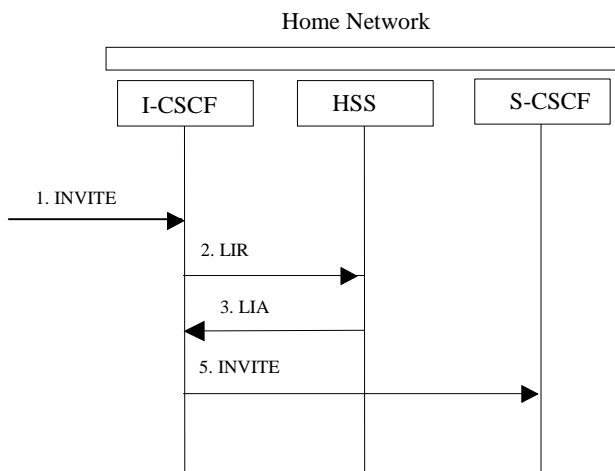 Home Network
I-CSCF HSS S-CSCF
1. INVITE
2. LIR
3. LIA
5. INVITE